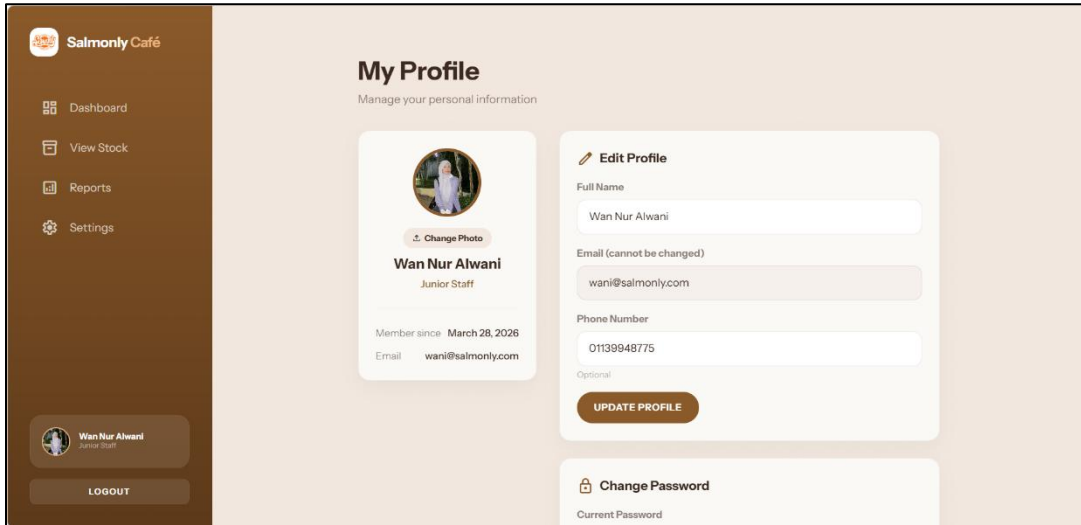 Salmonly Café
Dashboard
View Stock
Reports
Settings
Wan Nur Alwani
Junior Staff
LOGOUT
My Profile
Manage your personal information
Change Photo
Wan Nur Alwani
Junior Staff
Member since March 28, 2026
Email wani@salmonly.com
Edit Profile
Full Name
Wan Nur Alwani
Email (cannot be changed)
wani@salmonly.com
Phone Number
01139948775
Optional
UPDATE PROFILE
Change Password
Current Password